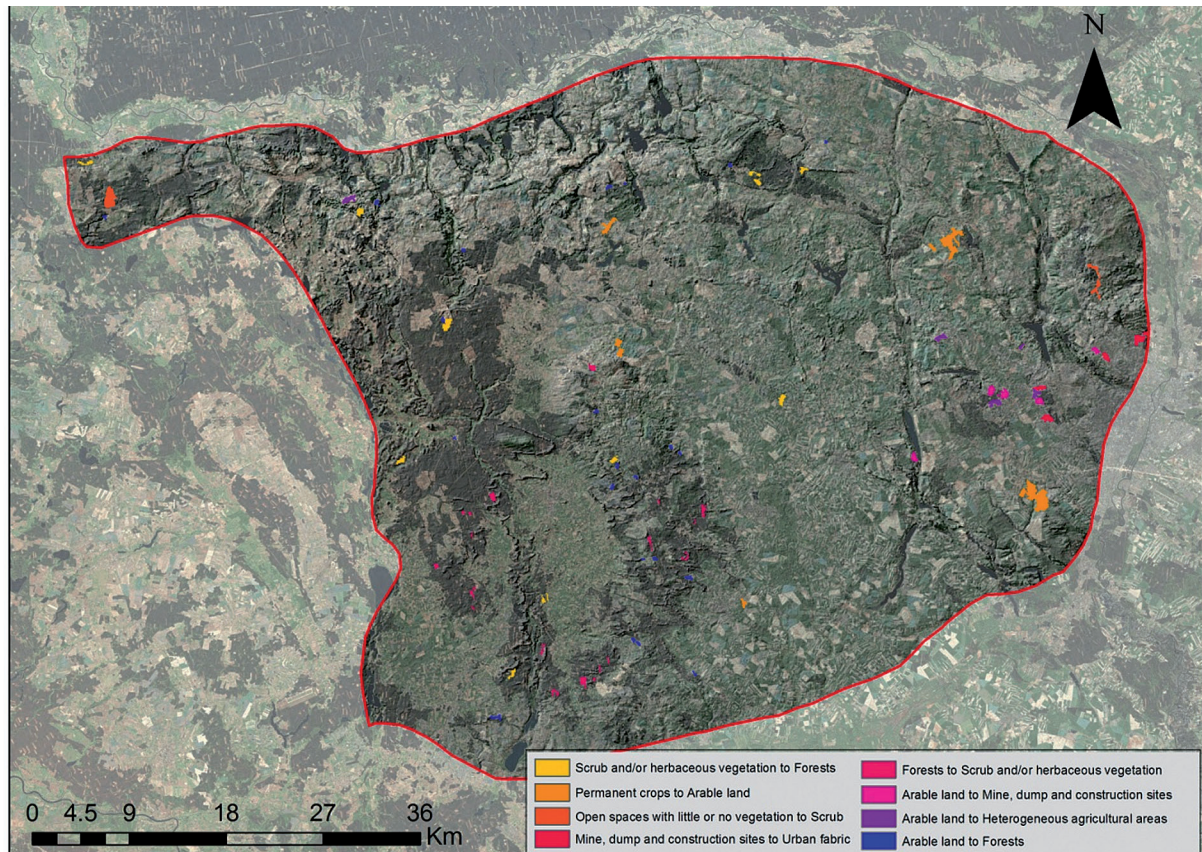 N
Scrub and/or herbaceous vegetation to Forests
Permanent crops to Arable land
Open spaces with little or no vegetation to Scrub
Mine, dump and construction sites to Urban fabric
Forests to Scrub and/or herbaceous vegetation
Arable land to Mine, dump and construction sites
Arable land to Heterogeneous agricultural areas
Arable land to Forests
0 4.5 9 18 27 36
Km